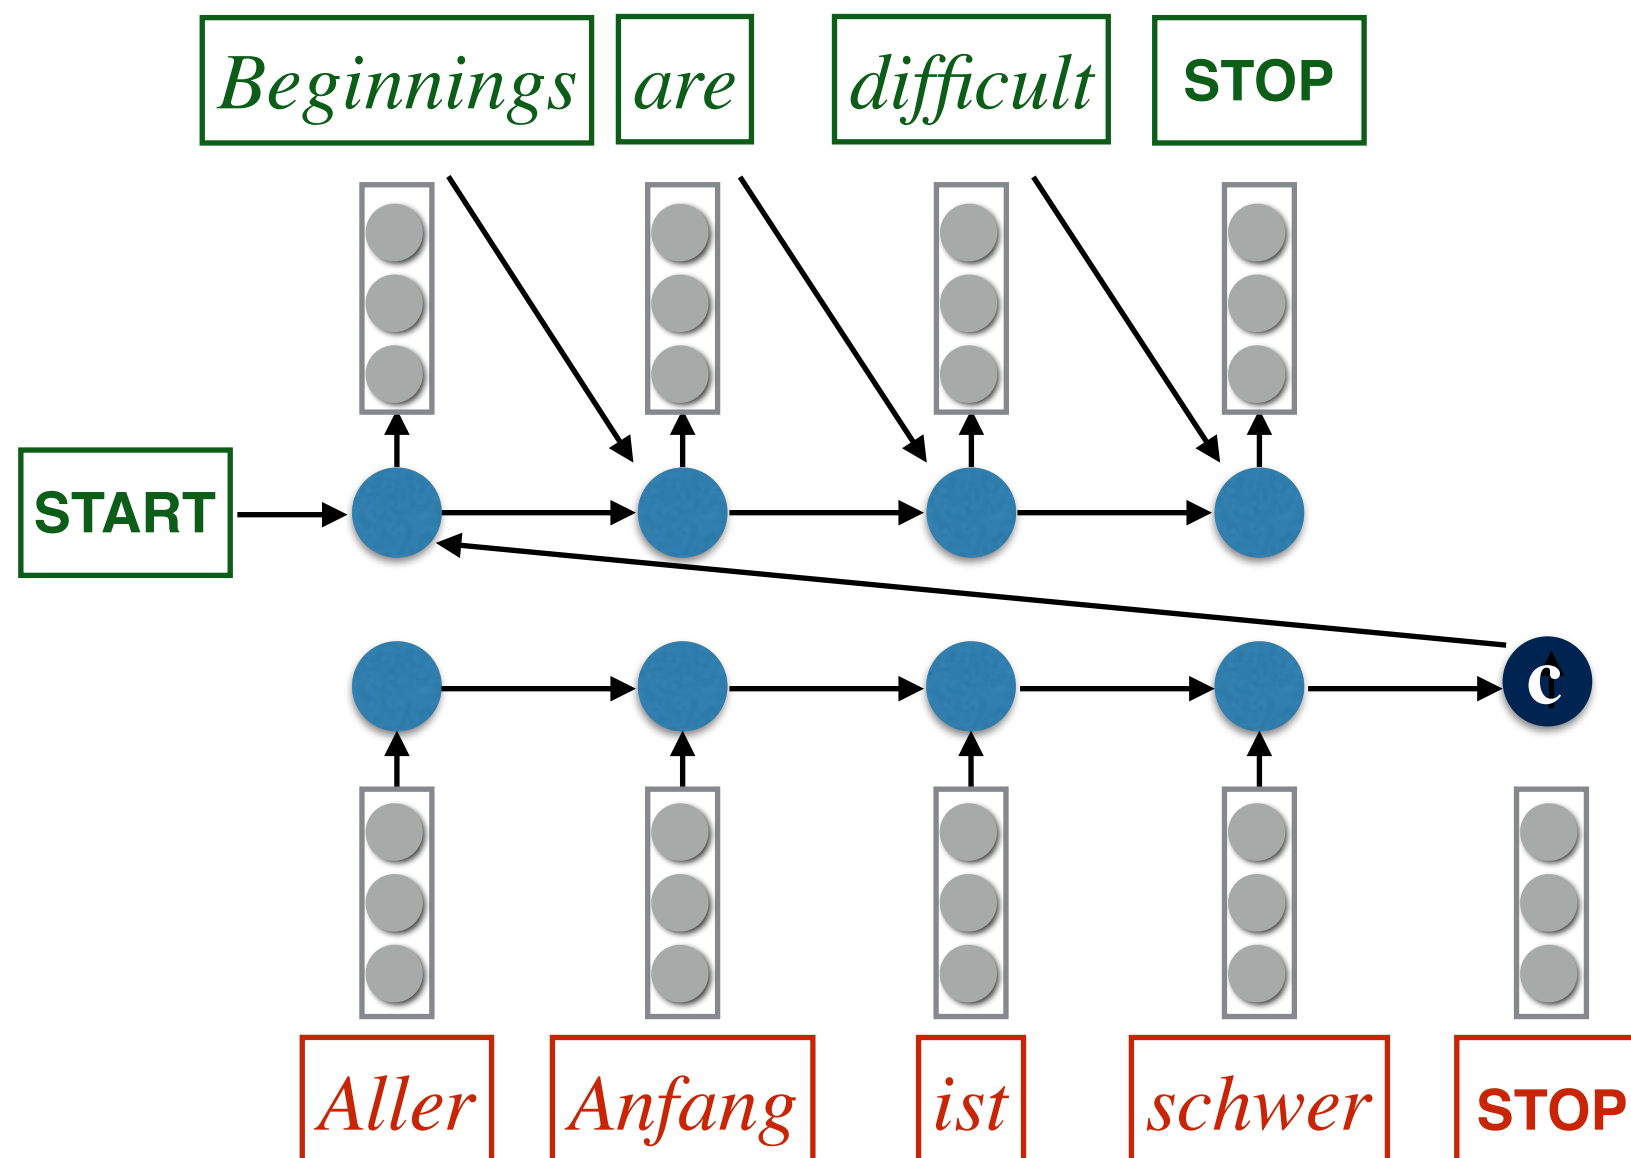 Beginnings are difficult STOP
START
c
Aller Anfang ist schwer STOP